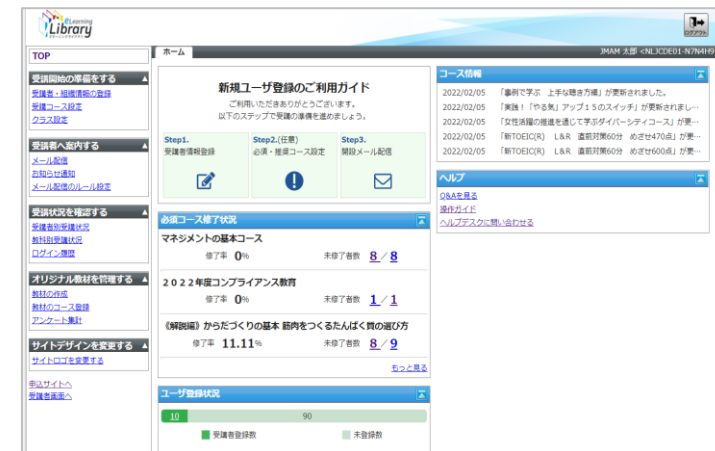 eLearning
Library
ログアウト
TOP
ホーム
JMAM 太郎 <NLJCDE01-N7N4H9
受講開始の準備をする
受講者・組織情報の登録
受講コース設定
クラス設定
受講者へ案内する
メール配信
お知らせ通知
メール配信のルール設定
受講状況を確認する
受講者別受講状況
教科別受講状況
ログイン履歴
オリジナル教材を管理する
教材の作成
教材のコース登録
アンケート集計
サイトデザインを変更する
サイトロゴを変更する
申込サイトへ
受講者画面へ
新規ユーザ登録のご利用ガイド
ご利用いただきありがとうございます。
以下のステップで受講の準備を進めましょう。
Step1.
受講者情報登録
Step2.(任意)
必須・推奨コース設定
Step3.
開設メール配信
必須コース修了状況
マネジメントの基本コース
修了率 0% 未修了者数 8 / 8
2022年度コンプライアンス教育
修了率 0% 未修了者数 1 / 1
《解説編》からだづくりの基本 筋肉をつくるたんぱく質の選び方
修了率 11.11% 未修了者数 8 / 9
もっと見る
ユーザ登録状況
10 90
受講者登録数 未登録数
コース情報
2022/02/05 「事例で学ぶ 上手な聴き方編」が更新されました。
2022/02/05 「実践！「やる気」アップ１５のスイッチ」が更新されまし…
2022/02/05 「女性活躍の推進を通じて学ぶダイバーシティコース」が更…
2022/02/05 「新TOEIC(R) L&R 直前対策60分 めざせ470点」が更…
2022/02/05 「新TOEIC(R) L&R 直前対策60分 めざせ600点」が更…
ヘルプ
Q&Aを見る
操作ガイド
ヘルプデスクに問い合わせる